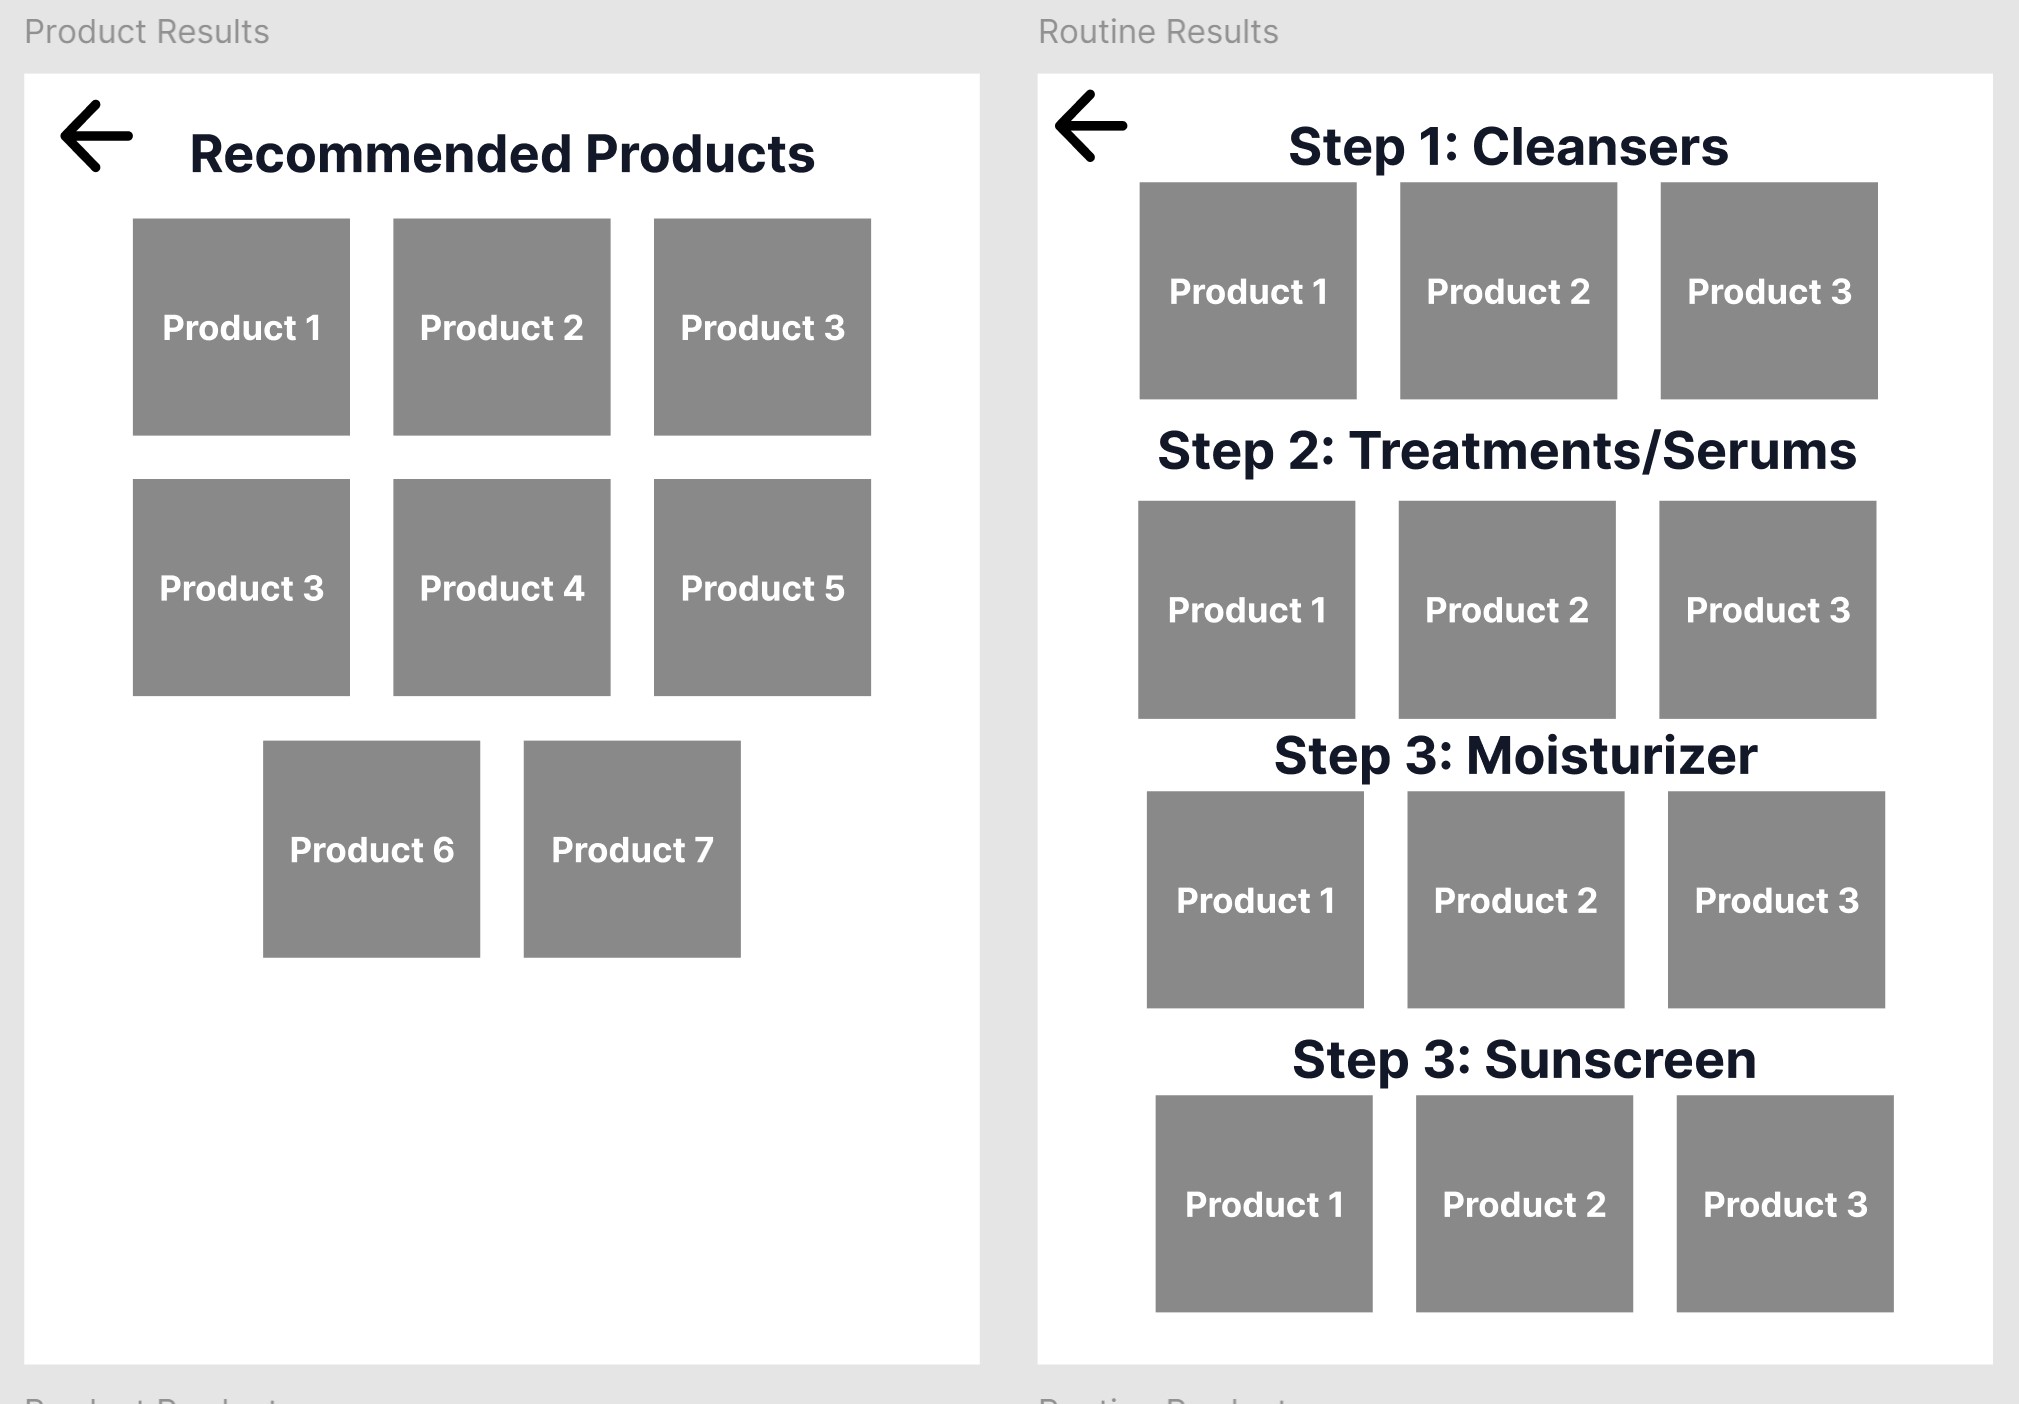 Product Results
Recommended Products
Product 1 Product 2 Product 3
Product 3 Product 4 Product 5
Product 6 Product 7
Routine Results
Step 1: Cleansers
Product 1 Product 2 Product 3
Step 2: Treatments/Serums
Product 1 Product 2 Product 3
Step 3: Moisturizer
Product 1 Product 2 Product 3
Step 3: Sunscreen
Product 1 Product 2 Product 3